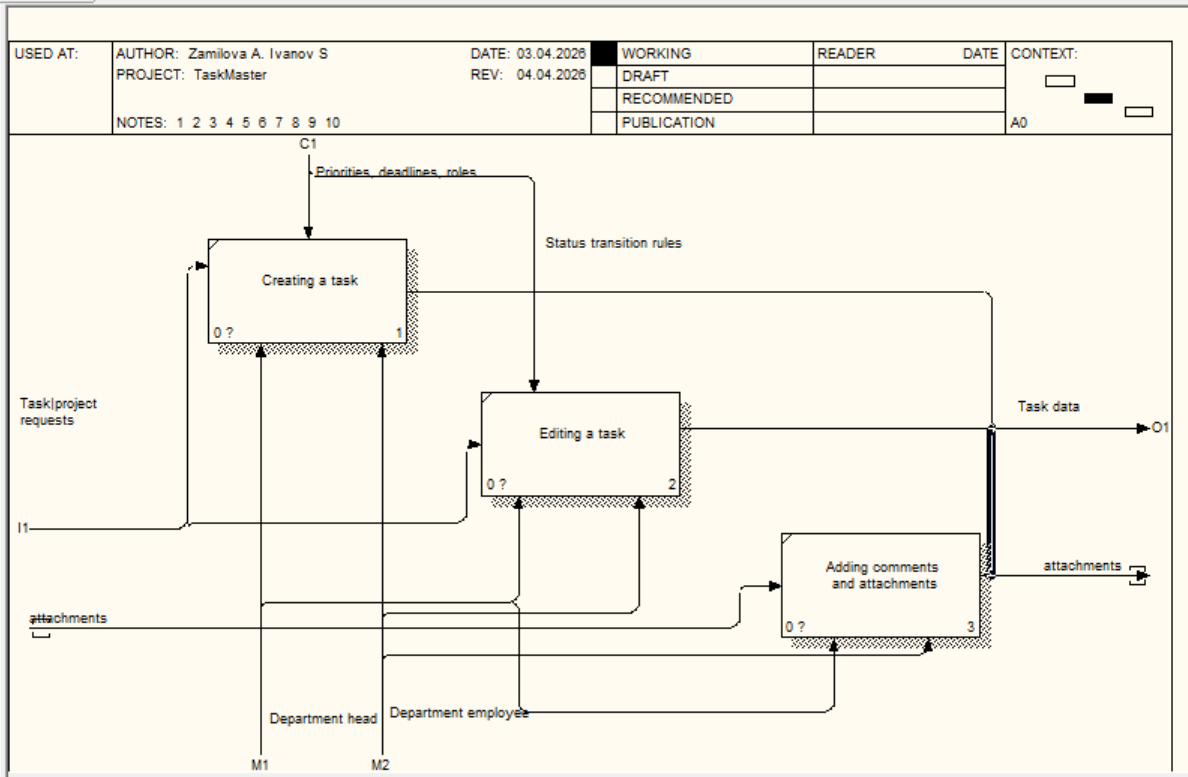 USED AT:
AUTHOR: Zamilova A. Ivanov S
DATE: 03.04.2026
PROJECT: TaskMaster
REV: 04.04.2026
NOTES: 1 2 3 4 5 6 7 8 9 10
WORKING
DRAFT
RECOMMENDED
PUBLICATION
READER
DATE
CONTEXT:
A0
C1
Priorities, deadlines, roles
Status transition rules
Creating a task
0 ?
1
Task|project
requests
Task data
O1
Editing a task
0 ?
2
I1
attachments
Adding comments
and attachments
0 ?
3
attachments
Department head
Department employee
M1
M2